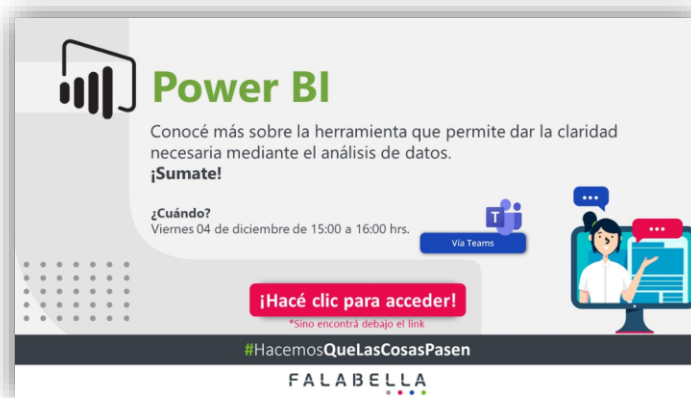 Power BI
Conocé más sobre la herramienta que permite dar la claridad
necesaria mediante el análisis de datos.
¡Sumate!
¿Cuándo?
Viernes 04 de diciembre de 15:00 a 16:00 hrs.
T
Vía Teams
¡Hacé clic para acceder!
*Sino encontrá debajo el link
#HacemosQueLasCosasPasen
FALABELLA